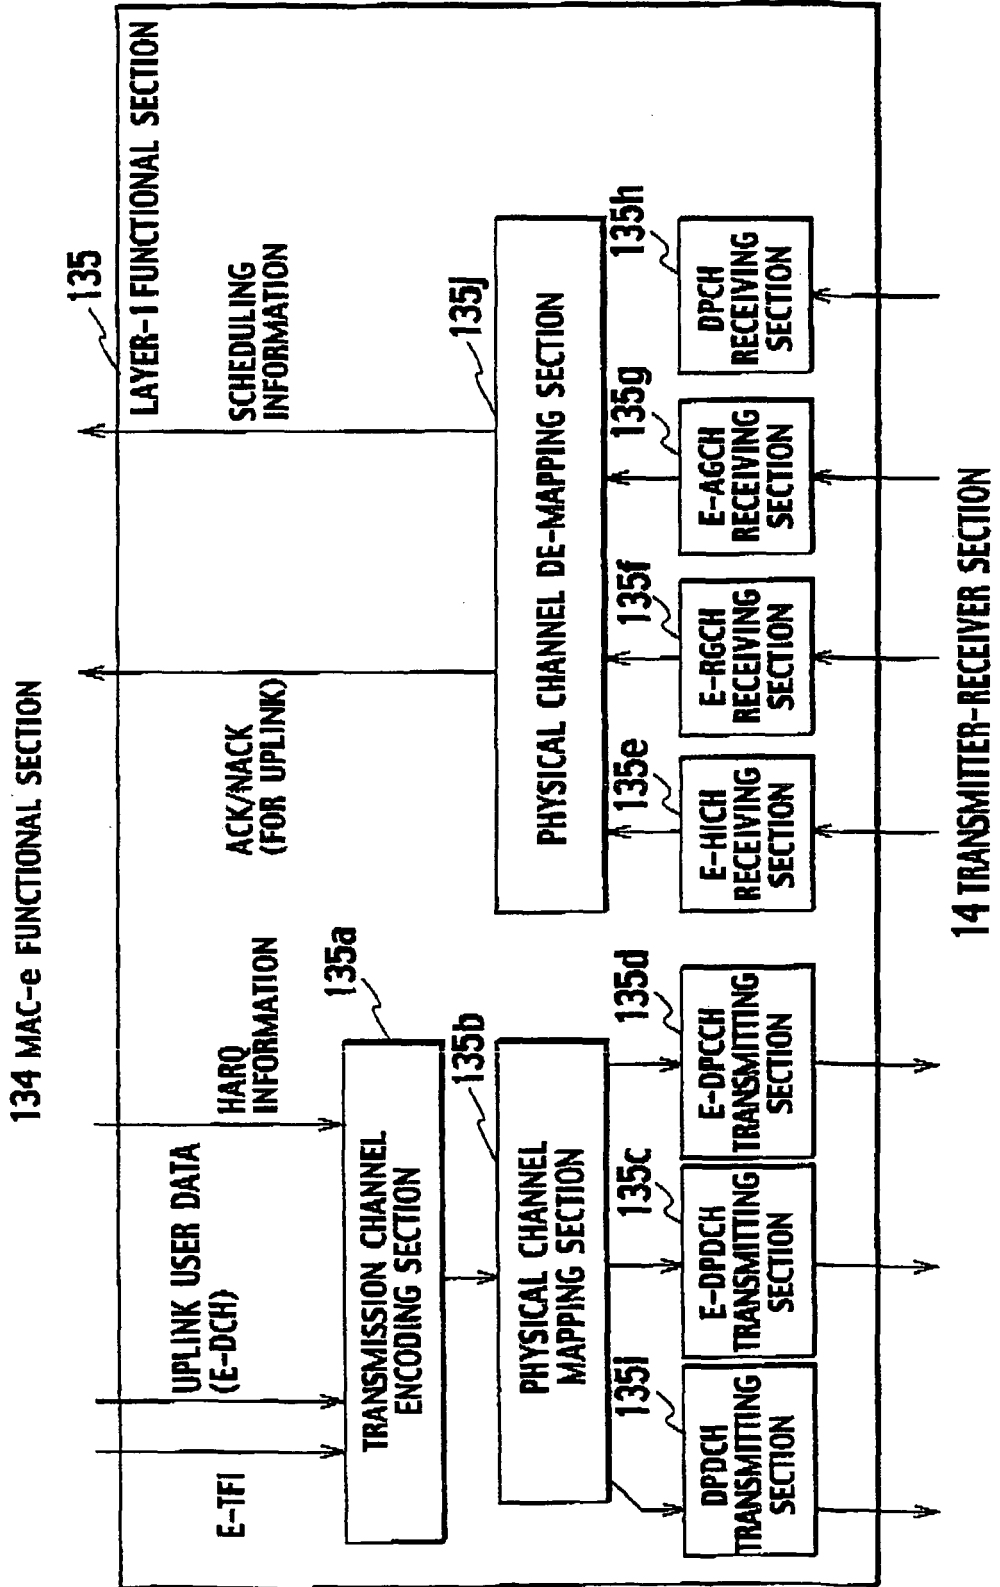 134 MAC-e FUNCTIONAL SECTION
135
LAYER-1 FUNCTIONAL SECTION
E-TFI
UPLINK USER DATA
(E-DCH)
HARQ
INFORMATION
ACK/NACK
(FOR UPLINK)
SCHEDULING
INFORMATION
135a
TRANSMISSION CHANNEL
ENCODING SECTION
135b
PHYSICAL CHANNEL
MAPPING SECTION
135j
PHYSICAL CHANNEL DE-MAPPING SECTION
135i
DPDCH
TRANSMITTING
SECTION
135c
E-DPDCH
TRANSMITTING
SECTION
135d
E-DPCCH
TRANSMITTING
SECTION
135e
E-HICH
RECEIVING
SECTION
135f
E-RGCH
RECEIVING
SECTION
135g
E-AGCH
RECEIVING
SECTION
135h
DPCH
RECEIVING
SECTION
14 TRANSMITTER-RECEIVER SECTION